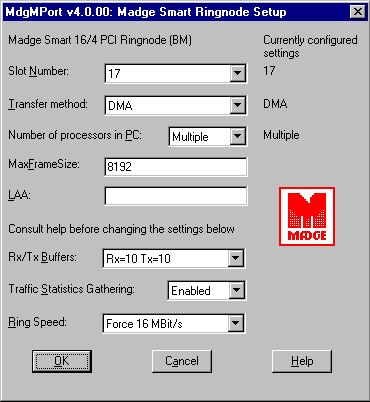 MdgMPort v4.0.00: Madge Smart Ringnode Setup
Madge Smart 16/4 PCI Ringnode (BM)
Currently configured settings
Slot Number: 17 17
Transfer method: DMA DMA
Number of processors in PC: Multiple Multiple
MaxFrameSize: 8192
LAA:
MADGE
Consult help before changing the settings below
Rx/Tx Buffers: Rx=10 Tx=10
Traffic Statistics Gathering: Enabled
Ring Speed: Force 16 MBit/s
OK Cancel Help